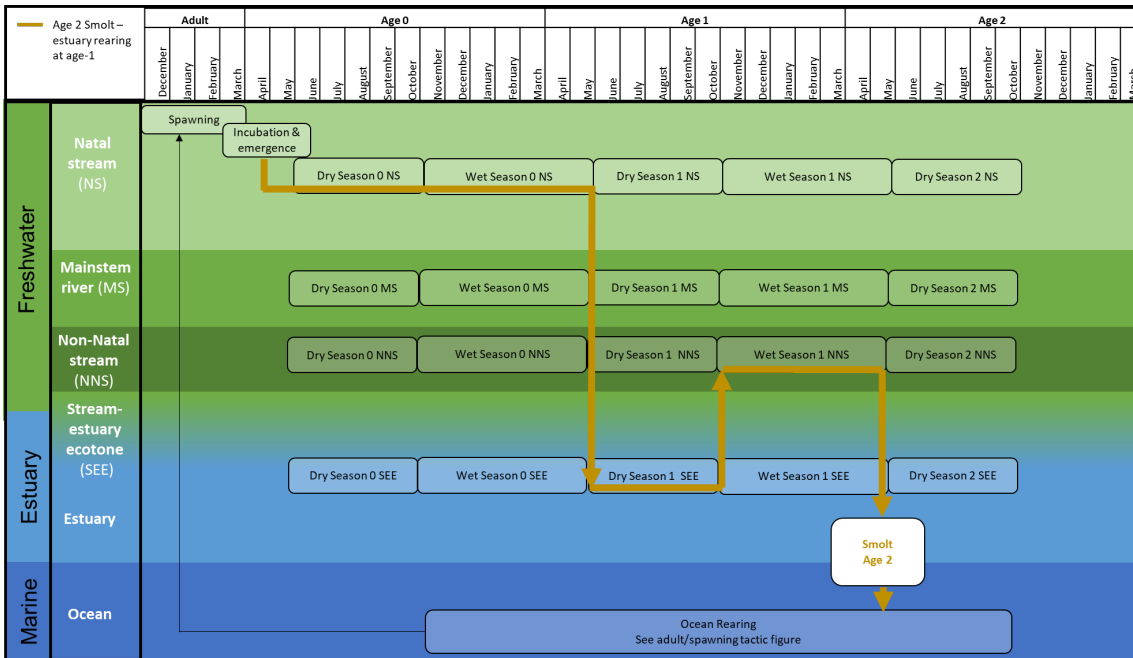 Age 2 Smolt –
estuary rearing
at age-1
Adult
Age 0
Age 1
Age 2
December
January
February
March
April
May
June
July
August
September
October
November
December
January
February
March
April
May
June
July
August
September
October
November
December
January
February
March
April
May
June
July
August
September
October
November
December
January
February
March
Freshwater
Natal
stream
(NS)
Spawning
Incubation &
emergence
Dry Season 0 NS
Wet Season 0 NS
Dry Season 1 NS
Wet Season 1 NS
Dry Season 2 NS
Mainstem
river (MS)
Dry Season 0 MS
Wet Season 0 MS
Dry Season 1 MS
Wet Season 1 MS
Dry Season 2 MS
Non-Natal
stream
(NNS)
Dry Season 0 NNS
Wet Season 0 NNS
Dry Season 1 NNS
Wet Season 1 NNS
Dry Season 2 NNS
Estuary
Stream-
estuary
ecotone
(SEE)
Dry Season 0 SEE
Wet Season 0 SEE
Dry Season 1 SEE
Wet Season 1 SEE
Dry Season 2 SEE
Estuary
Smolt
Age 2
Marine
Ocean
Ocean Rearing
See adult/spawning tactic figure